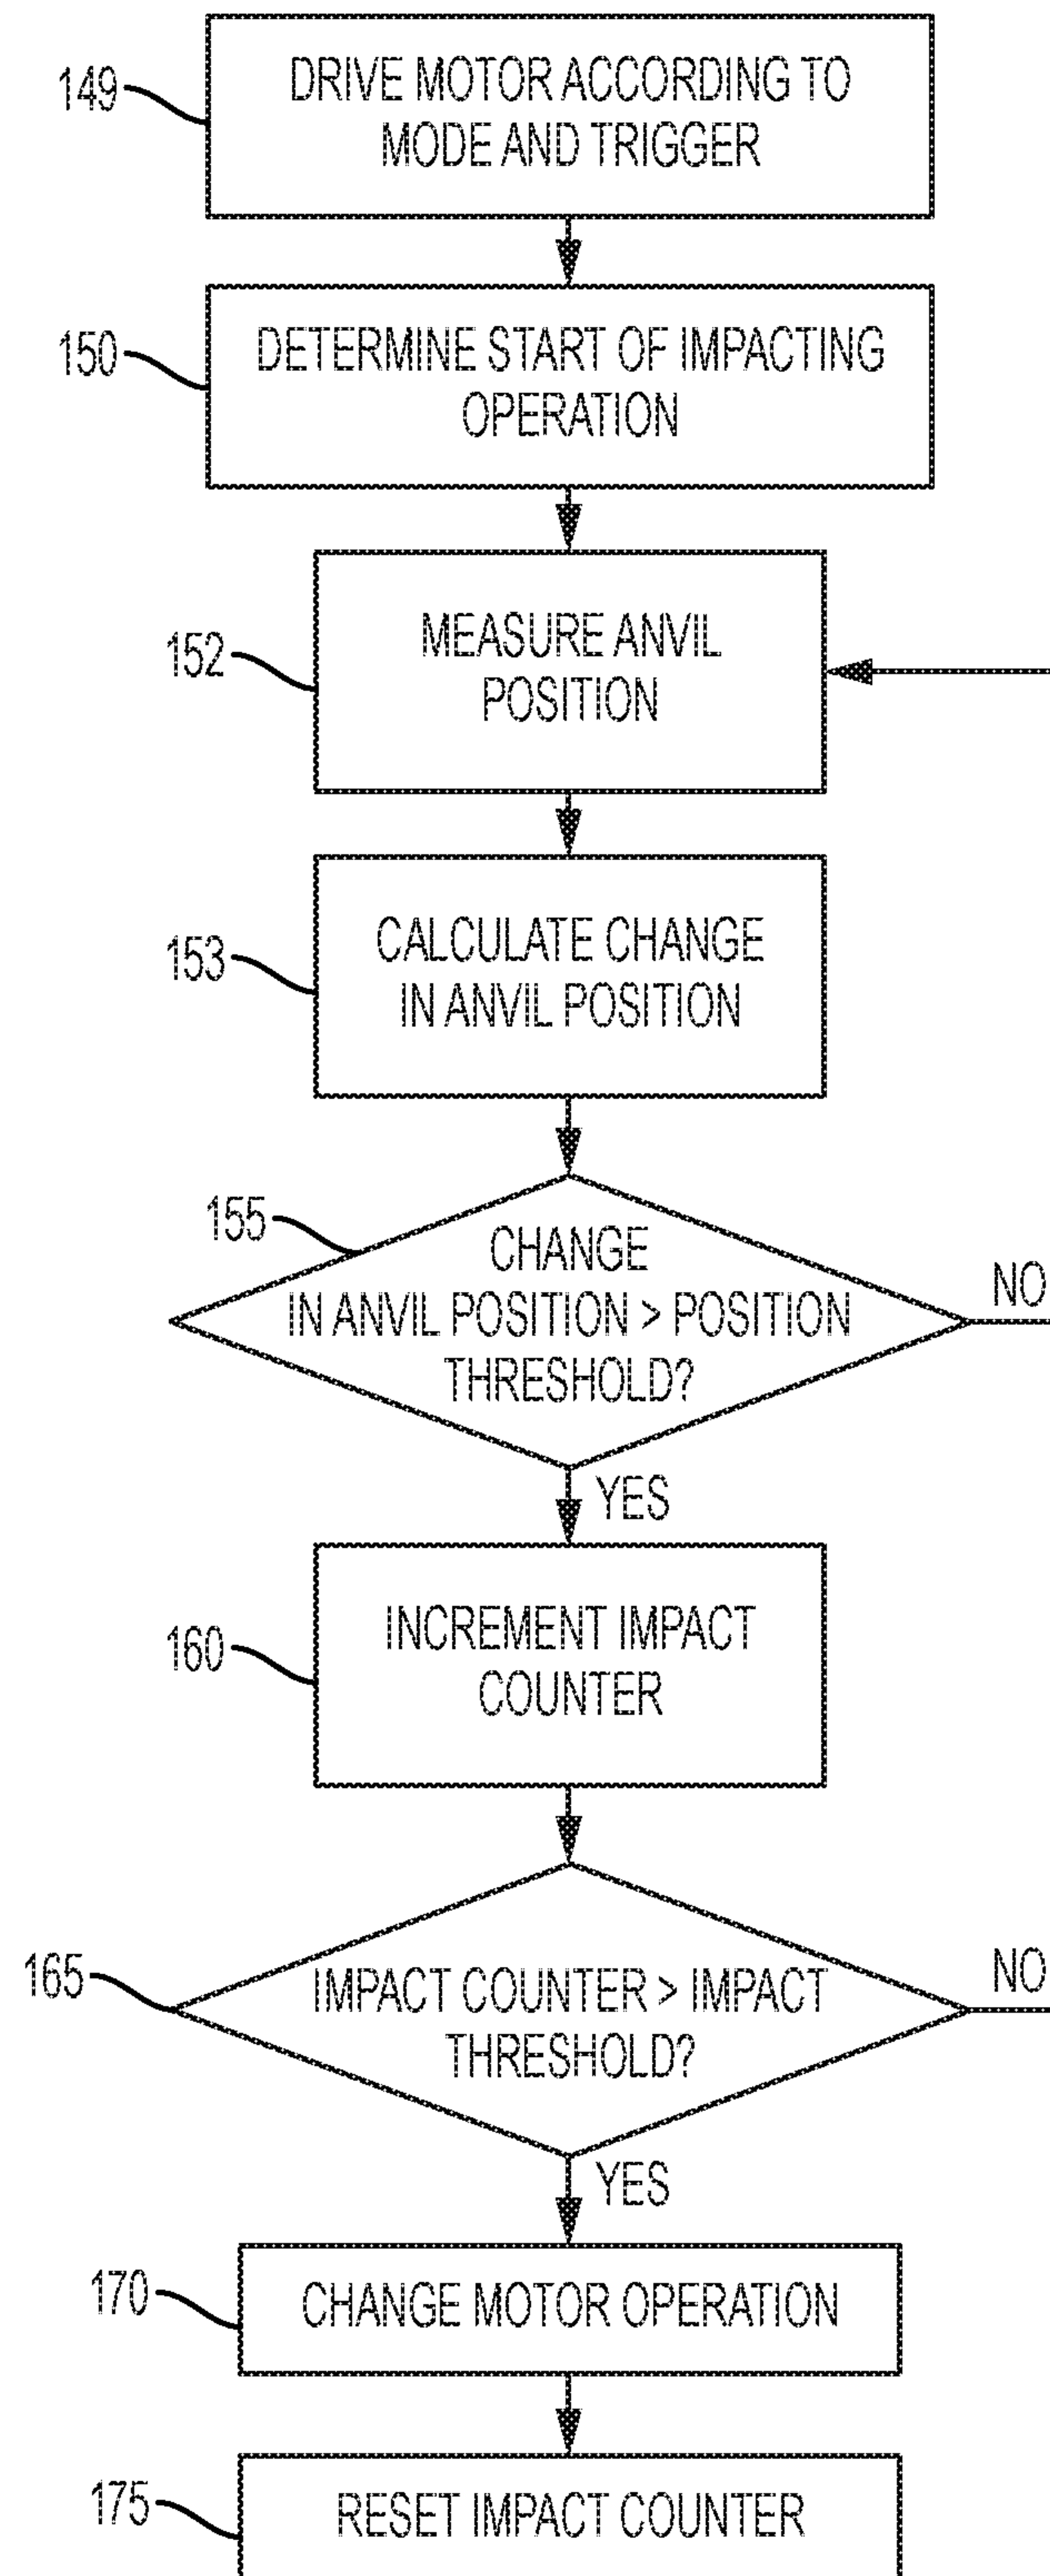 149
DRIVE MOTOR ACCORDING TO
MODE AND TRIGGER
150
DETERMINE START OF IMPACTING
OPERATION
152
MEASURE ANVIL
POSITION
153
CALCULATE CHANGE
IN ANVIL POSITION
155
CHANGE
IN ANVIL POSITION > POSITION
THRESHOLD?
NO
YES
160
INCREMENT IMPACT
COUNTER
165
IMPACT COUNTER > IMPACT
THRESHOLD?
NO
YES
170
CHANGE MOTOR OPERATION
175
RESET IMPACT COUNTER